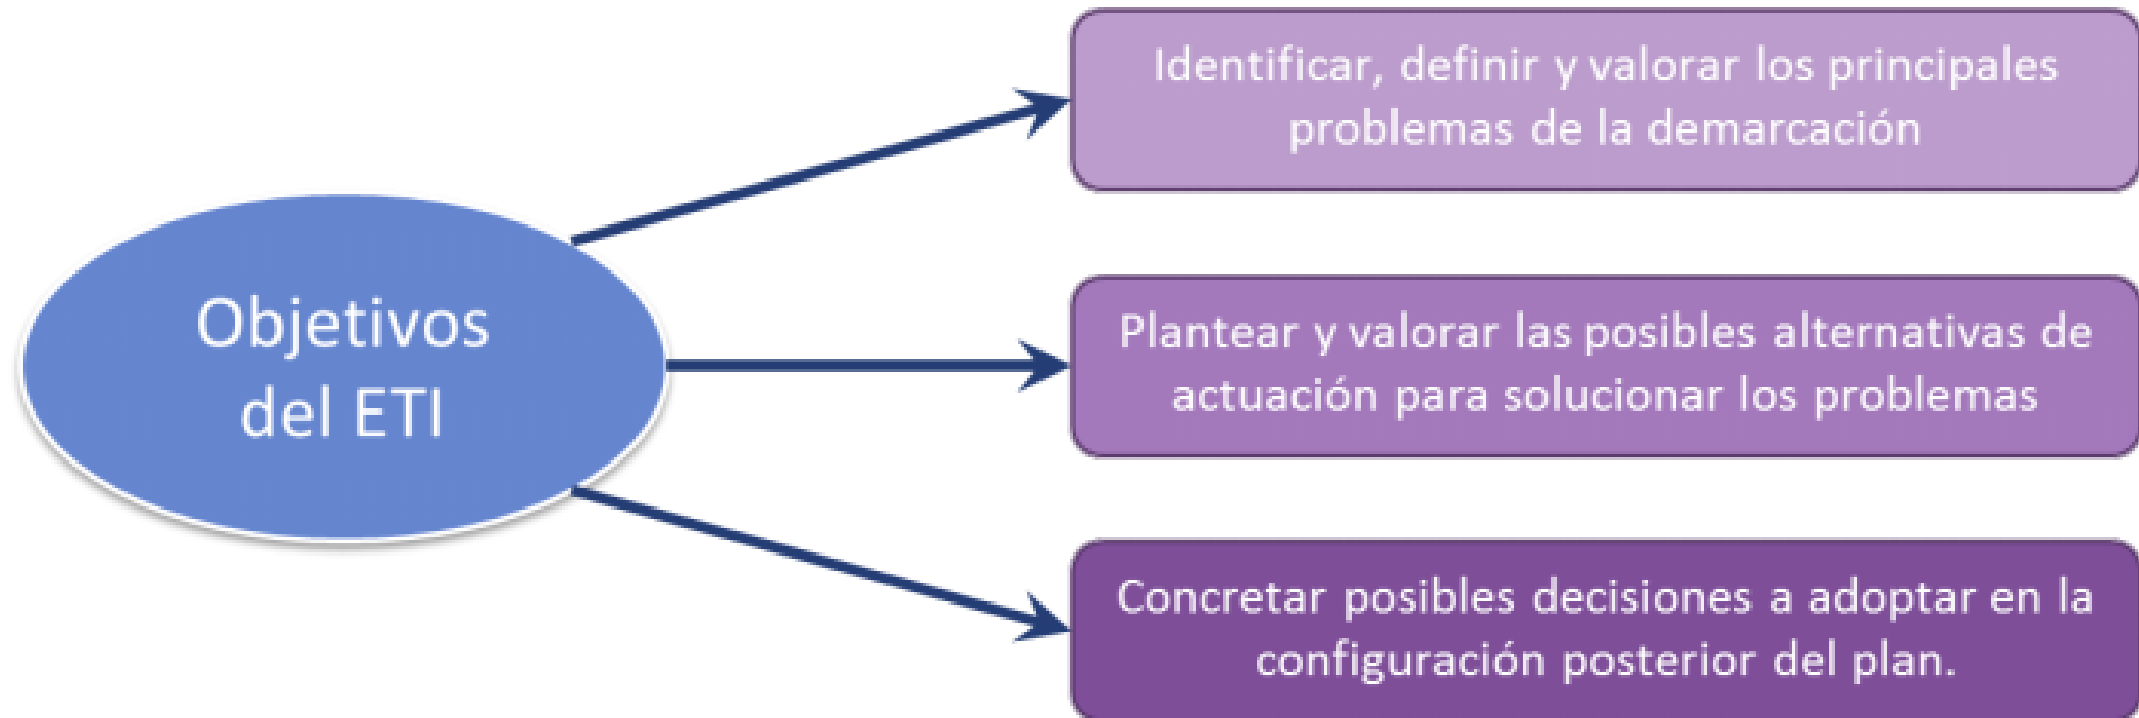 Objetivos
del ETI
Identificar, definir y valorar los principales
problemas de la demarcación
Plantear y valorar las posibles alternativas de
actuación para solucionar los problemas
Concretar posibles decisiones a adoptar en la
configuración posterior del plan.